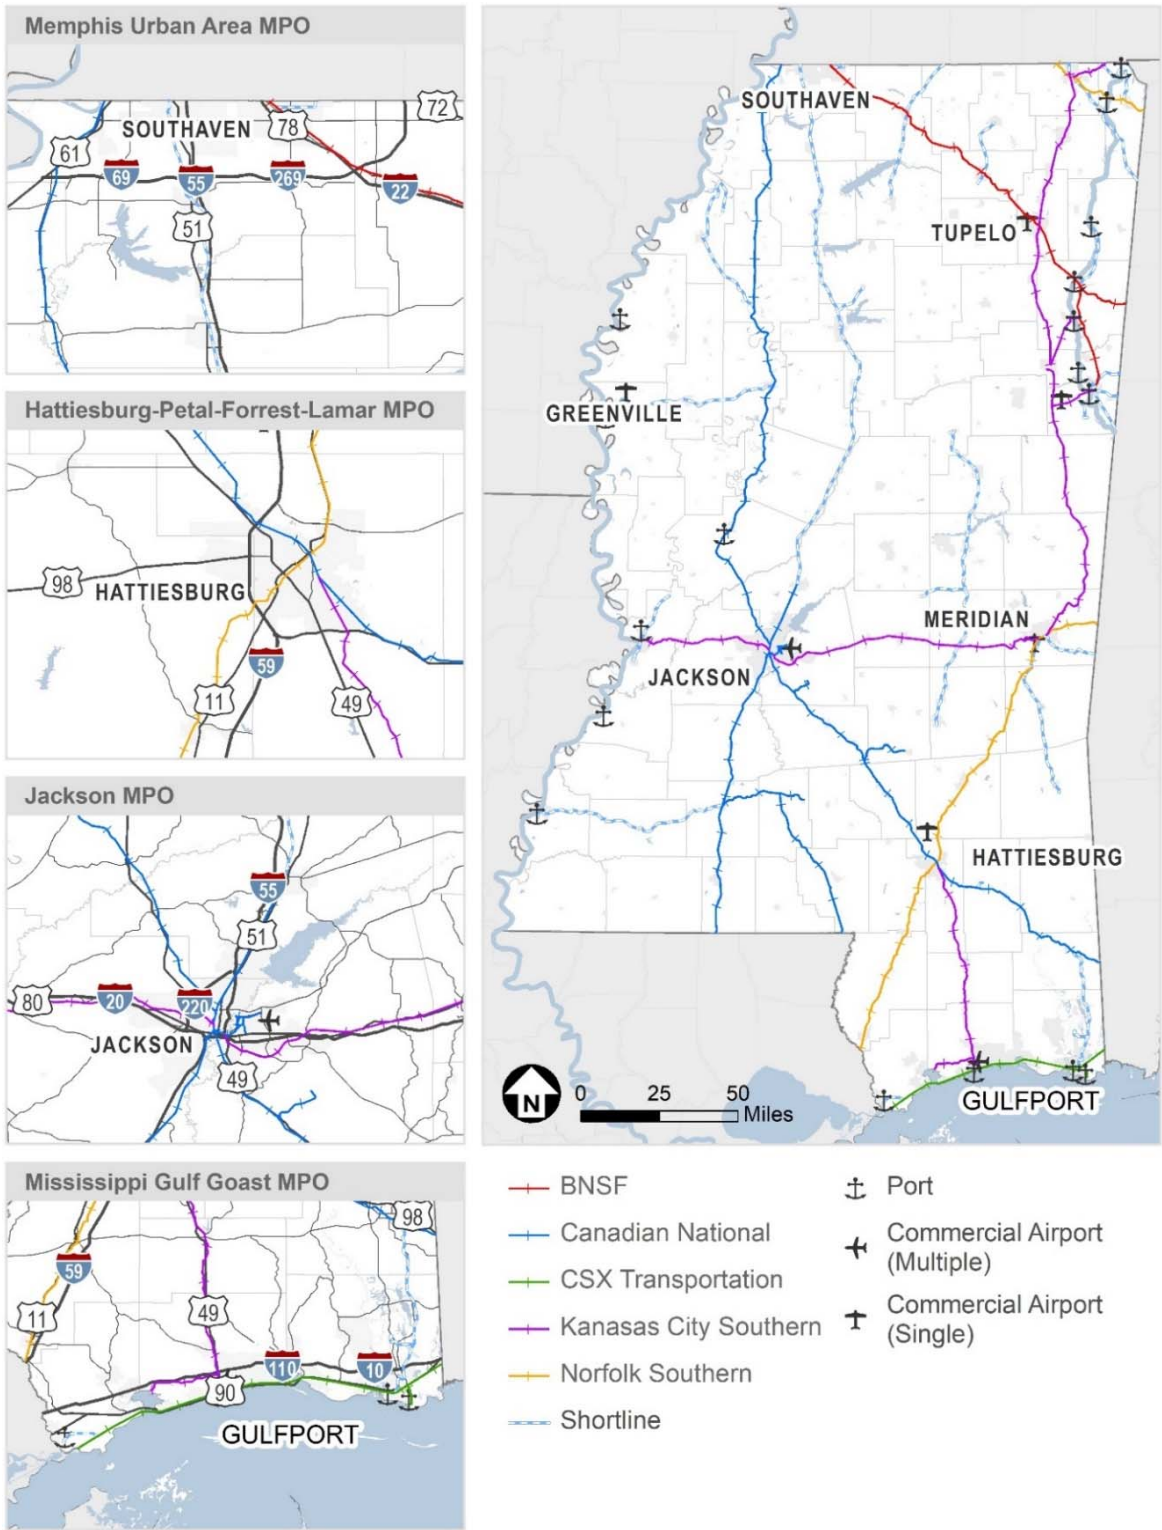 Memphis Urban Area MPO
72
SOUTHAVEN
78
61
69
55
269
22
51
Hattiesburg-Petal-Forrest-Lamar MPO
98
HATTIESBURG
59
11
49
Jackson MPO
55
51
80
20
220
JACKSON
49
Mississippi Gulf Goast MPO
98
59
11
49
110
10
90
GULFPORT
SOUTHAVEN
TUPELO
GREENVILLE
MERIDIAN
JACKSON
HATTIESBURG
N
0 25 50
Miles
GULFPORT
BNSF
Canadian National
CSX Transportation
Kanasas City Southern
Norfolk Southern
Shortline
Port
Commercial Airport
(Multiple)
Commercial Airport
(Single)